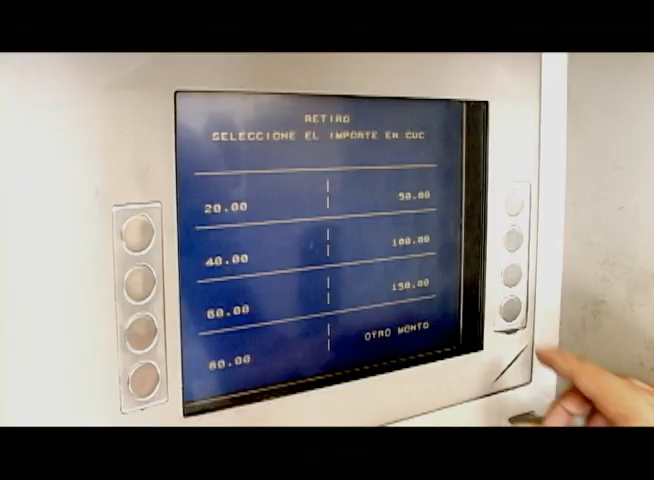 RETIRO
SELECCIONE EL IMPORTE EN CUC
20.00 50.00
40.00 100.00
60.00 150.00
80.00 OTRO MONTO